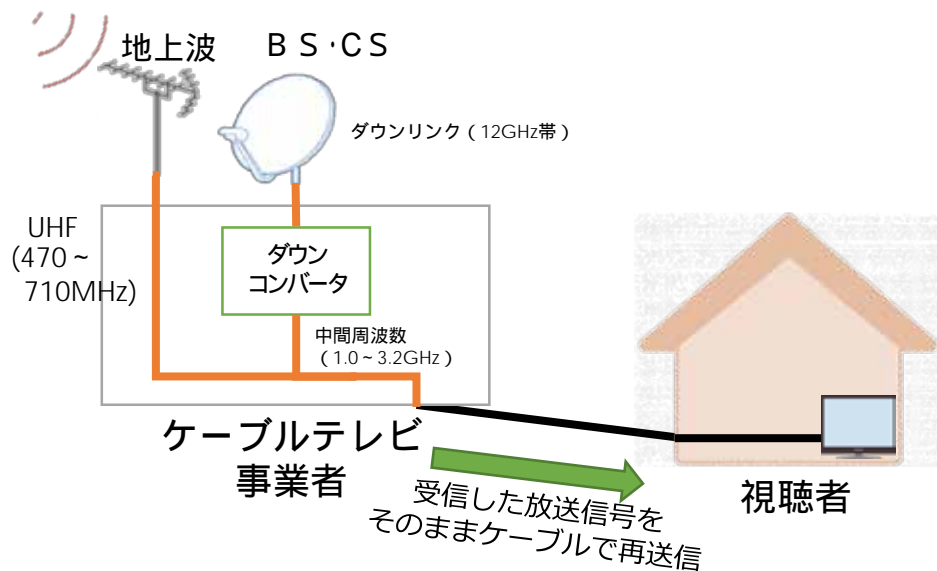 地上波
ＢＳ･ＣＳ
ダウンリンク（12GHz帯）
UHF
(470～
710MHz)
ダウン
コンバータ
中間周波数
（1.0～3.2GHz）
ケーブルテレビ
事業者
受信した放送信号を
そのままケーブルで再送信
視聴者